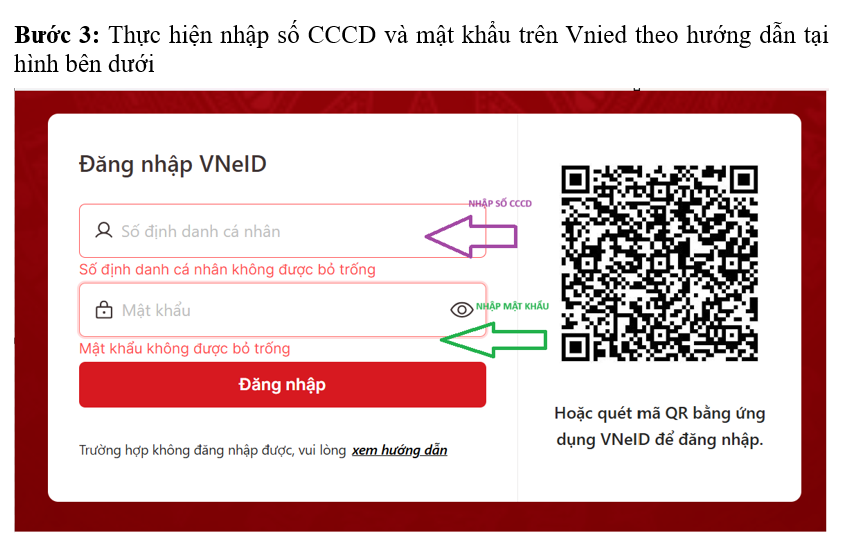 Bước 3: Thực hiện nhập số CCCD và mật khẩu trên Vnied theo hướng dẫn tại
hình bên dưới
Đăng nhập VNeID
NHẬP SỐ CCCD
Số định danh cá nhân
Số định danh cá nhân không được bỏ trống
Mật khẩu
NHẬP MẬT KHẨU
Mật khẩu không được bỏ trống
Đăng nhập
Trường hợp không đăng nhập được, vui lòng xem hướng dẫn
Hoặc quét mã QR bằng ứng
dụng VNeID để đăng nhập.